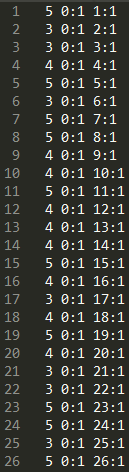 1 5 0:1 1:1
2 3 0:1 2:1
3 3 0:1 3:1
4 4 0:1 4:1
5 5 0:1 5:1
6 3 0:1 6:1
7 5 0:1 7:1
8 5 0:1 8:1
9 4 0:1 9:1
10 4 0:1 10:1
11 5 0:1 11:1
12 4 0:1 12:1
13 4 0:1 13:1
14 4 0:1 14:1
15 5 0:1 15:1
16 4 0:1 16:1
17 3 0:1 17:1
18 4 0:1 18:1
19 5 0:1 19:1
20 4 0:1 20:1
21 3 0:1 21:1
22 3 0:1 22:1
23 5 0:1 23:1
24 5 0:1 24:1
25 3 0:1 25:1
26 5 0:1 26:1